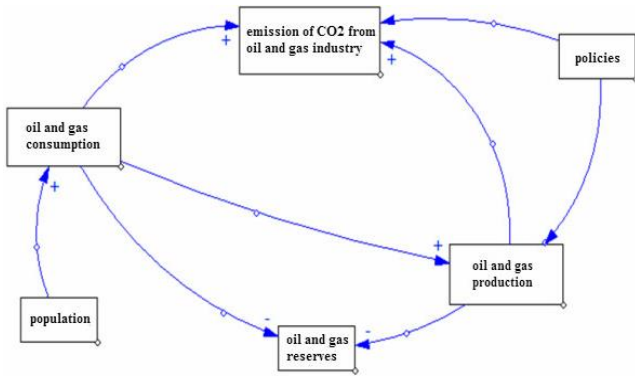 emission of CO2 from
oil and gas industry
+
+
policies
oil and gas
consumption
+
+
oil and gas
production
population
-
-
oil and gas
reserves